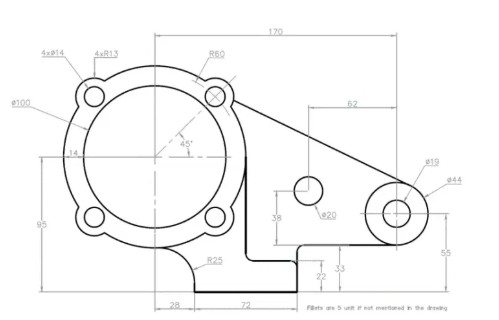 170
4xø14
4xR13
R60
62
ø100
45°
14
ø19
ø44
ø20
38
95
R25
55
33
22
28
72
Fillets are 5 unit if not mentioned in the drawing